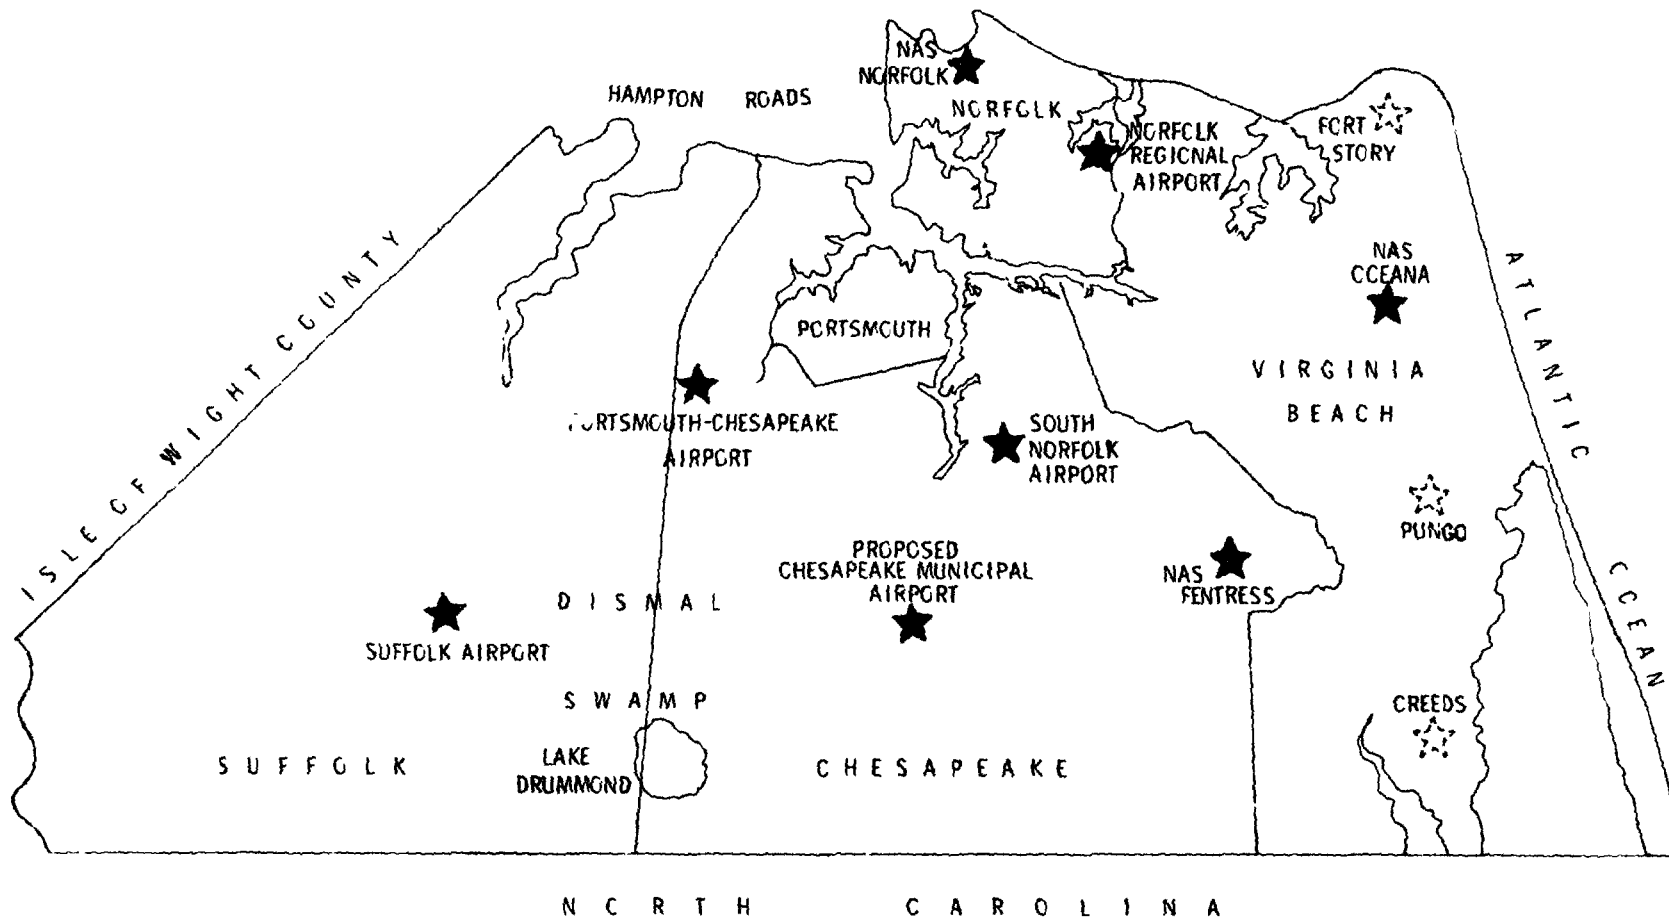 NAS
NORFOLK
HAMPTON ROADS
NORFOLK
NORFOLK
REGIONAL
AIRPORT
FORT
STORY
NAS
OCEANA
ATLANTIC OCEAN
ISLE OF WIGHT COUNTY
PORTSMOUTH
VIRGINIA
BEACH
PORTSMOUTH-CHESAPEAKE
AIRPORT
SOUTH
NORFOLK
AIRPORT
PUNGO
PROPOSED
CHESAPEAKE MUNICIPAL
AIRPORT
NAS
FENTRESS
DISMAL
SUFFOLK AIRPORT
SWAMP
CREEDS
SUFFOLK
LAKE
DRUMMOND
CHESAPEAKE
NORTH CAROLINA